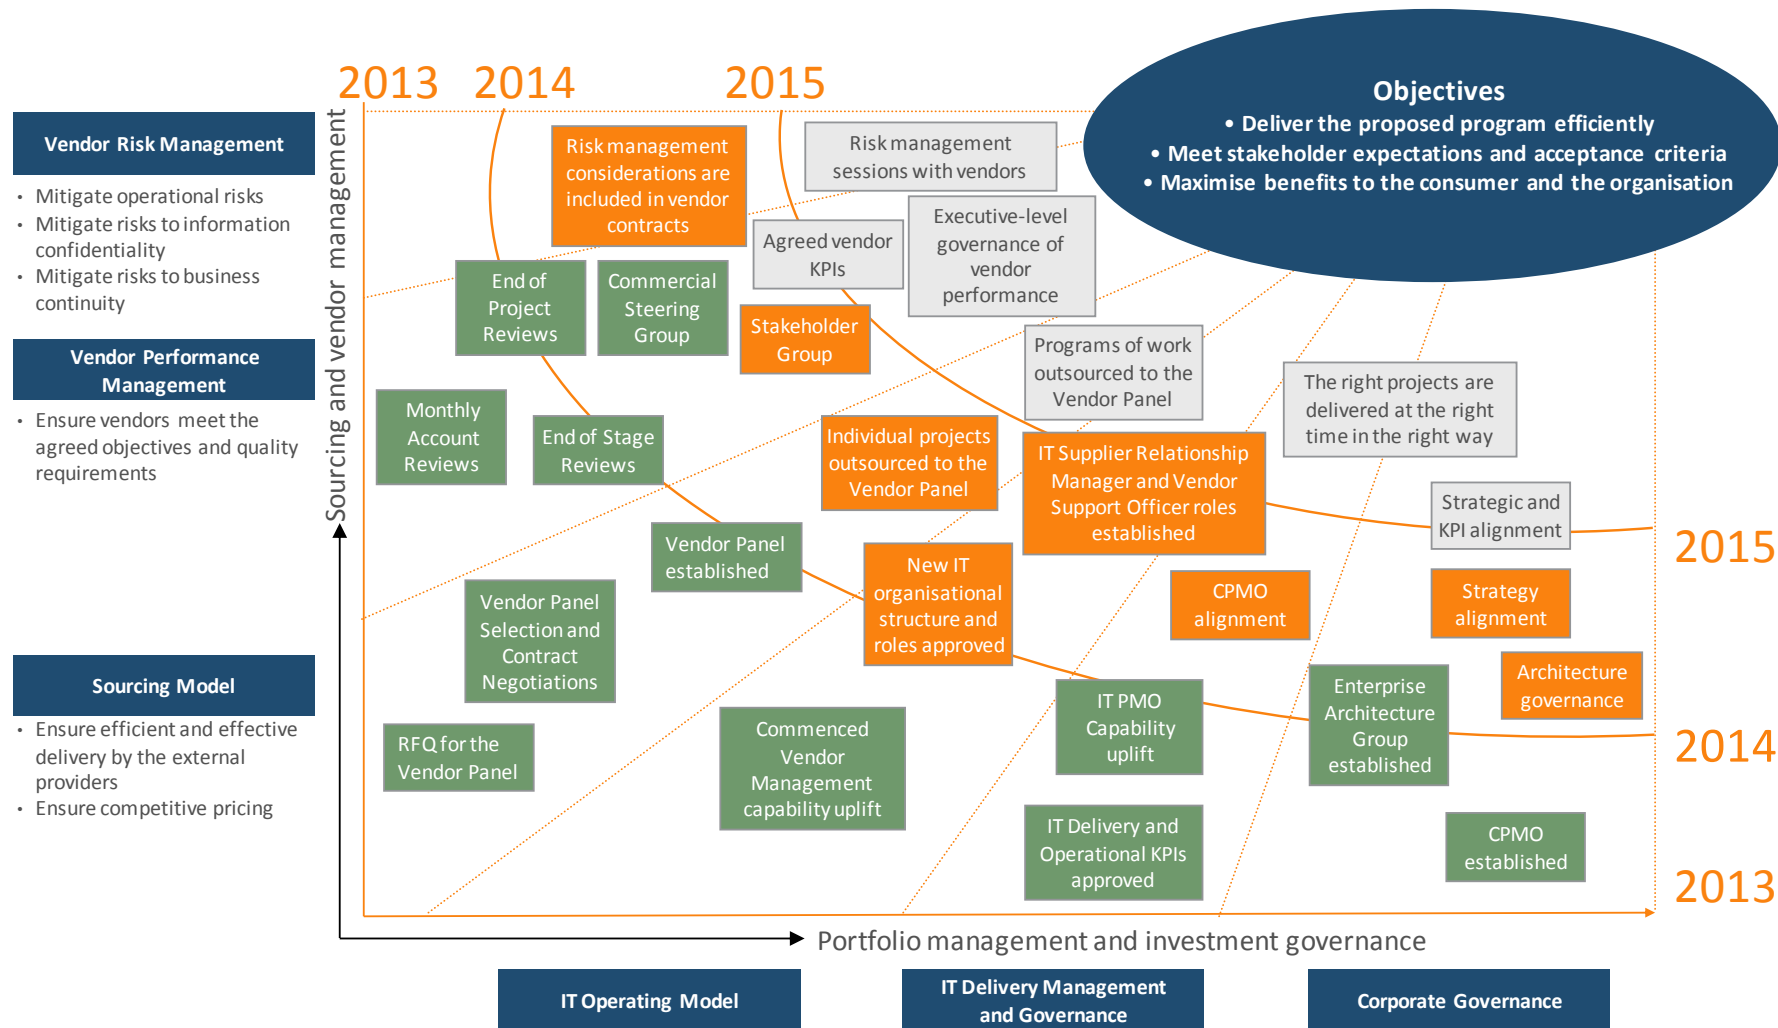 2013
2014
2015
Objectives
• Deliver the proposed program efficiently
• Meet stakeholder expectations and acceptance criteria
• Maximise benefits to the consumer and the organisation
Vendor Risk Management
• Mitigate operational risks
• Mitigate risks to information
confidentiality
• Mitigate risks to business
continuity
Vendor Performance
Management
• Ensure vendors meet the
agreed objectives and quality
requirements
Sourcing Model
• Ensure efficient and effective
delivery by the external
providers
• Ensure competitive pricing
Sourcing and vendor management
Risk management
considerations are
included in vendor
contracts
Risk management
sessions with vendors
Agreed vendor
KPIs
Executive-level
governance of
vendor
performance
End of
Project
Reviews
Commercial
Steering
Group
Stakeholder
Group
Programs of work
outsourced to the
Vendor Panel
The right projects are
delivered at the right
time in the right way
Monthly
Account
Reviews
End of Stage
Reviews
Individual projects
outsourced to the
Vendor Panel
IT Supplier Relationship
Manager and Vendor
Support Officer roles
established
Strategic and
KPI alignment
2015
Vendor Panel
established
New IT
organisational
structure and
roles approved
CPMO
alignment
Strategy
alignment
Vendor Panel
Selection and
Contract
Negotiations
Architecture
governance
IT PMO
Capability
uplift
Enterprise
Architecture
Group
established
RFQ for the
Vendor Panel
Commenced
Vendor
Management
capability uplift
2014
IT Delivery and
Operational KPIs
approved
CPMO
established
2013
Portfolio management and investment governance
IT Operating Model
IT Delivery Management
and Governance
Corporate Governance